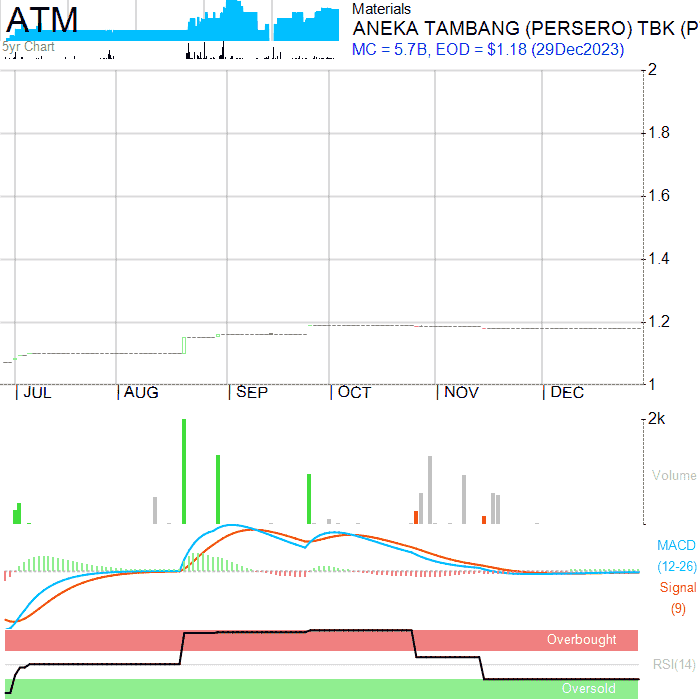 ATM
5yr Chart
Materials
ANEKA TAMBANG (PERSERO) TBK (P
MC = 5.7B, EOD = $1.18 (29Dec2023)
2
1.8
1.6
1.4
1.2
1
JUL AUG SEP OCT NOV DEC
2k
Volume
MACD
(12-26)
Signal
(9)
Overbought
RSI(14)
Oversold